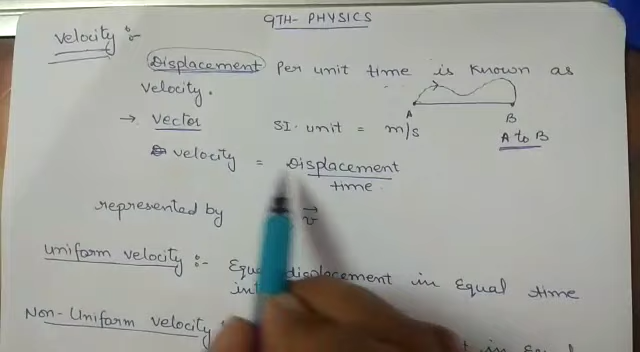 9TH- PHYSICS
Velocity :-
Displacement per unit time is known as
velocity.
A B
→ vector SI. unit = m/s A to B
velocity = Displacement
time
represented by v
uniform velocity :- displacement in Equal time
Non-Uniform velocity in Equal